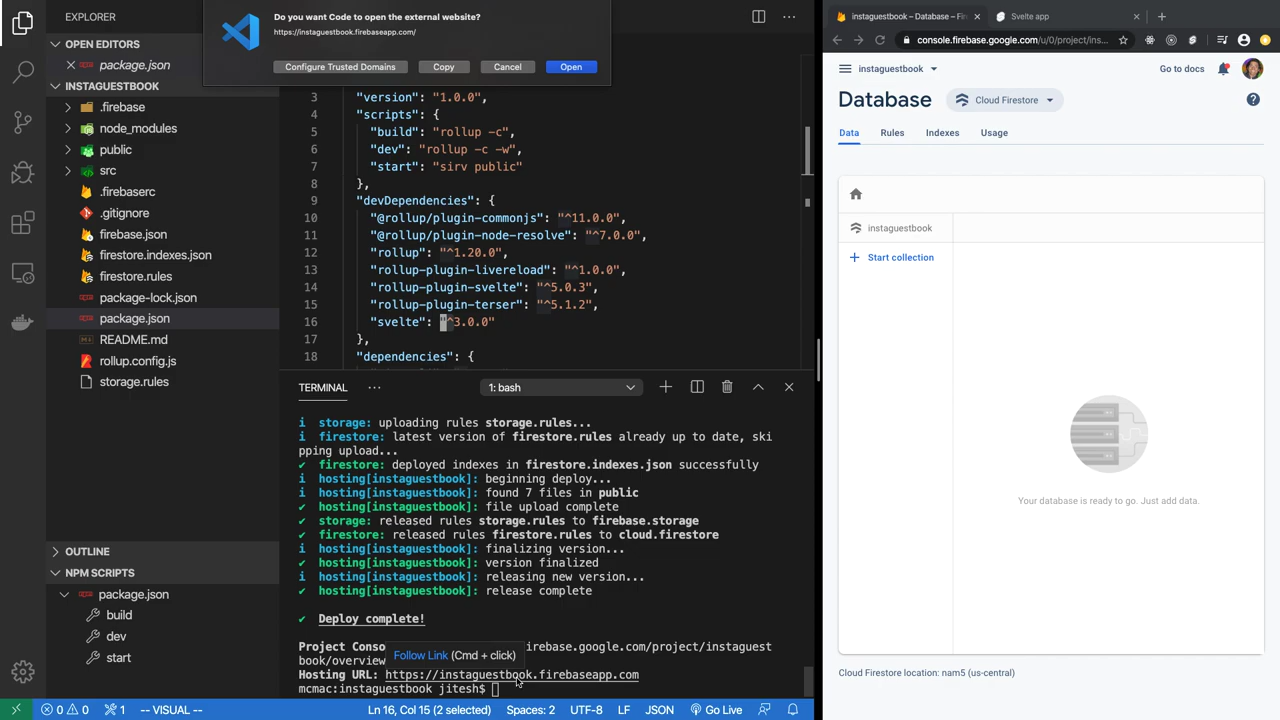 EXPLORER
OPEN EDITORS
package.json
INSTAGUESTBOOK
.firebase
node_modules
public
src
.firebaserc
.gitignore
firebase.json
firestore.indexes.json
firestore.rules
package-lock.json
package.json
README.md
rollup.config.js
storage.rules
OUTLINE
NPM SCRIPTS
package.json
build
dev
start
Do you want Code to open the external website?
https://instaguestbook.firebaseapp.com/
Configure Trusted Domains
Copy
Cancel
Open
3 "version": "1.0.0",
4 "scripts": {
5 "build": "rollup -c",
6 "dev": "rollup -c -w",
7 "start": "sirv public"
8 },
9 "devDependencies": {
10 "@rollup/plugin-commonjs": "^11.0.0",
11 "@rollup/plugin-node-resolve": "^7.0.0",
12 "rollup": "^1.20.0",
13 "rollup-plugin-livereload": "^1.0.0",
14 "rollup-plugin-svelte": "^5.0.3",
15 "rollup-plugin-terser": "^5.1.2",
16 "svelte": "^3.0.0"
17 },
18 "dependencies": {
TERMINAL ... 1: bash
i storage: uploading rules storage.rules...
i firestore: latest version of firestore.rules already up to date, ski
pping upload...
✔ firestore: deployed indexes in firestore.indexes.json successfully
i hosting[instaguestbook]: beginning deploy...
i hosting[instaguestbook]: found 7 files in public
✔ hosting[instaguestbook]: file upload complete
✔ storage: released rules storage.rules to firebase.storage
✔ firestore: released rules firestore.rules to cloud.firestore
i hosting[instaguestbook]: finalizing version...
✔ hosting[instaguestbook]: version finalized
i hosting[instaguestbook]: releasing new version...
✔ hosting[instaguestbook]: release complete
✔ Deploy complete!
Project Conso
irebase.google.com/project/instaguest
book/overview
Follow Link (Cmd + click)
Hosting URL: https://instaguestbook.firebaseapp.com
mcmac:instaguestbook jitesh$
0 0 1 -- VISUAL -- Ln 16, Col 15 (2 selected) Spaces: 2 UTF-8 LF JSON Go Live
instaguestbook – Database – Fi
Svelte app
console.firebase.google.com/u/0/project/ins...
instaguestbook
Go to docs
Database
Cloud Firestore
Data Rules Indexes Usage
instaguestbook
+ Start collection
Your database is ready to go. Just add data.
Cloud Firestore location: nam5 (us-central)